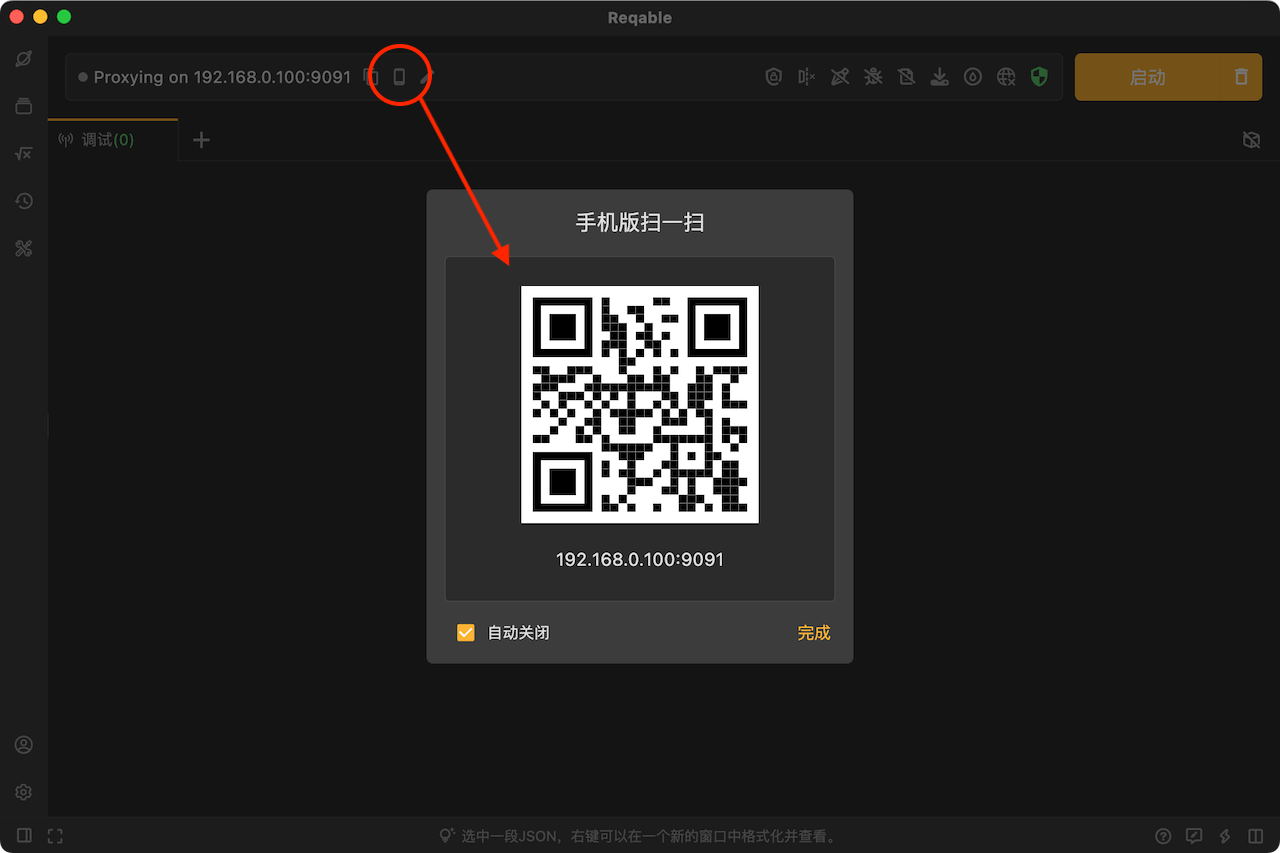 Reqable
Proxying on 192.168.0.100:9091
启动
调试(0)
手机版扫一扫
192.168.0.100:9091
自动关闭
完成
选中一段JSON，右键可以在一个新的窗口中格式化并查看。